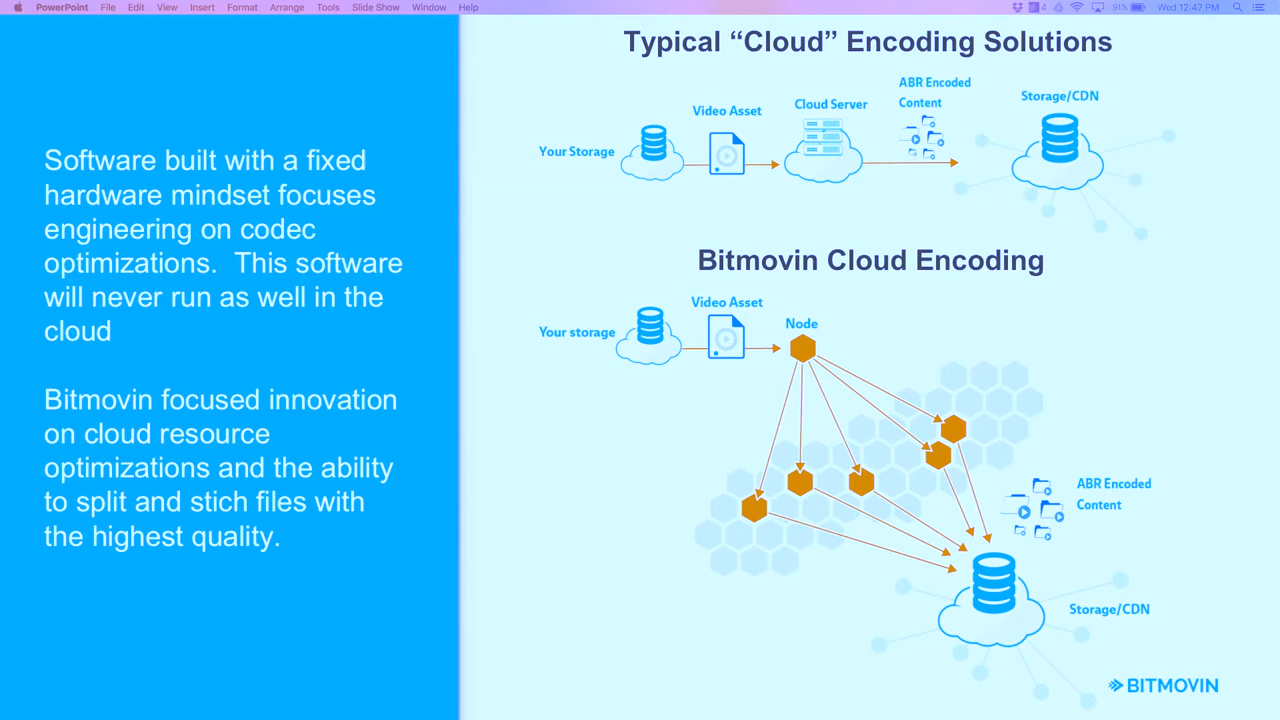 PowerPoint File Edit View Insert Format Arrange Tools Slide Show Window Help 4 91% Wed 12:47 PM
Software built with a fixed
hardware mindset focuses
engineering on codec
optimizations. This software
will never run as well in the
cloud
Bitmovin focused innovation
on cloud resource
optimizations and the ability
to split and stich files with
the highest quality.
Typical “Cloud” Encoding Solutions
Your Storage
Video Asset
Cloud Server
ABR Encoded
Content
Storage/CDN
Bitmovin Cloud Encoding
Your storage
Video Asset
Node
ABR Encoded
Content
Storage/CDN
BITMOVIN